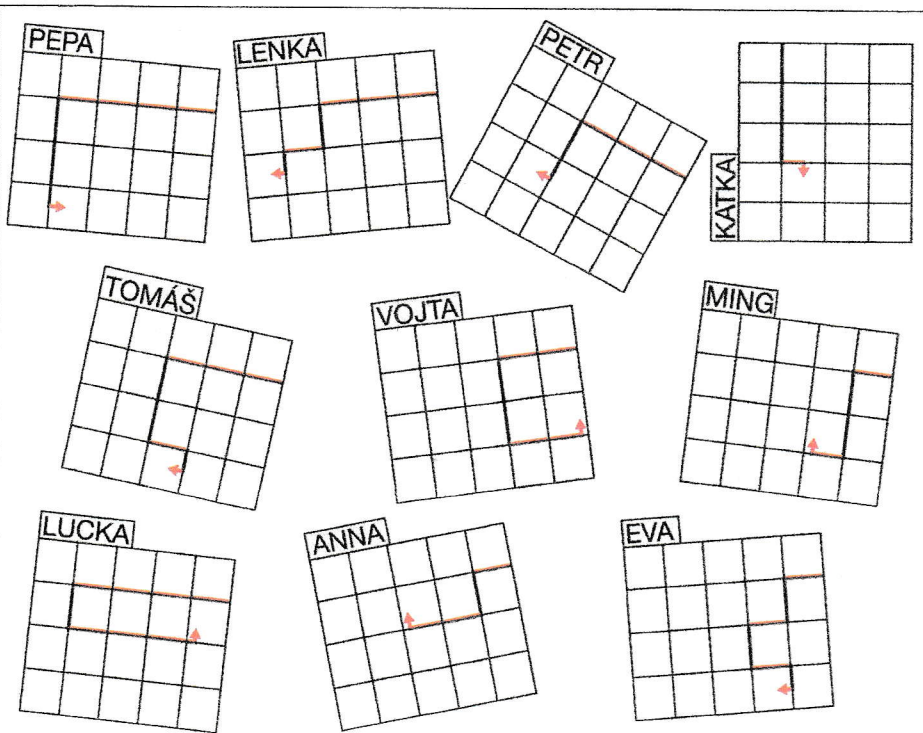 PEPA
LENKA
PETR
KATKA
TOMÁŠ
VOJTA
MING
LUCKA
ANNA
EVA